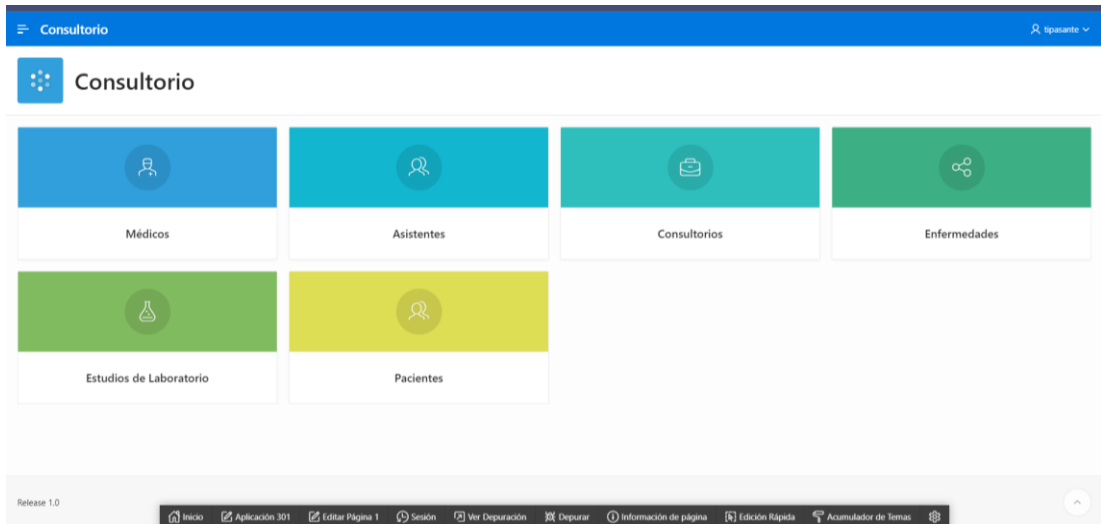 Consultorio
tipasante
Consultorio
Médicos
Asistentes
Consultorios
Enfermedades
Estudios de Laboratorio
Pacientes
Release 1.0
Inicio Aplicación 301 Editar Página 1 Sesión Ver Depuración Depurar Información de página Edición Rápida Acumulador de Temas